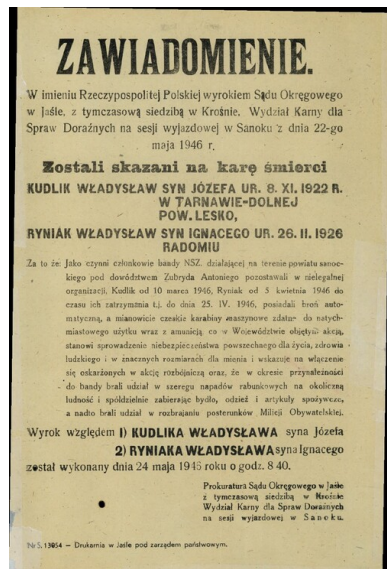 ZAWIADOMIENIE.
W imieniu Rzeczypospolitej Polskiej wyrokiem Sądu Okręgowego
w Jaśle, z tymczasową siedzibą w Krośnie, Wydział Karny dla
Spraw Doraźnych na sesji wyjazdowej w Sanoku z dnia 22-go
maja 1946 r.
Zostali skazani na karę śmierci
KUDLIK WŁADYSŁAW SYN JÓZEFA UR. 8. XI. 1922 R.
W TARNAWIE-DOLNEJ
POW. LESKO,
RYNIAK WŁADYSŁAW SYN IGNACEGO UR. 26. II. 1926
RADOMIU
Za to że: Jako czynni członkowie bandy NSZ. działającej na terenie powiatu sanoc-
kiego pod dowództwem Żubryda Antoniego pozostawali w nielegalnej
organizacji, Kudlik od 10 marca 1946, Ryniak od 5 kwietnia 1946 do
czasu ich zatrzymania t.j. do dnia 25. IV. 1946, posiadali broń auto-
matyczną, a mianowicie czeskie karabiny maszynowe zdatne do natych-
miastowego użytku wraz z amunicją, co w Województwie objętym akcją,
stanowi sprowadzenie niebezpieczeństwa powszechnego dla życia, zdrowia
ludzkiego i w znacznych rozmiarach dla mienia i wskazuje na włączenie
się oskarżonych w akcję rozbójniczą oraz, że w okresie przynależności
do bandy brali udział w szeregu napadów rabunkowych na okoliczną
ludność i spółdzielnie zabierając bydło, odzież i artykuły spożywcze,
a nadto brali udział w rozbrajaniu posterunków Milicji Obywatelskiej.
Wyrok względem 1) KUDLIKA WŁADYSŁAWA syna Józefa
2) RYNIAKA WŁADYSŁAWA syna Ignacego
został wykonany dnia 24 maja 1946 roku o godz. 8 40.
Prokuratura Sądu Okręgowego w Jaśle
z tymczasową siedzibą w Krośnie
Wydział Karny dla Spraw Doraźnych
na sesji wyjazdowej w Sanoku.
Nr 5, 13954 — Drukarnia w Jaśle pod zarządem państwowym.